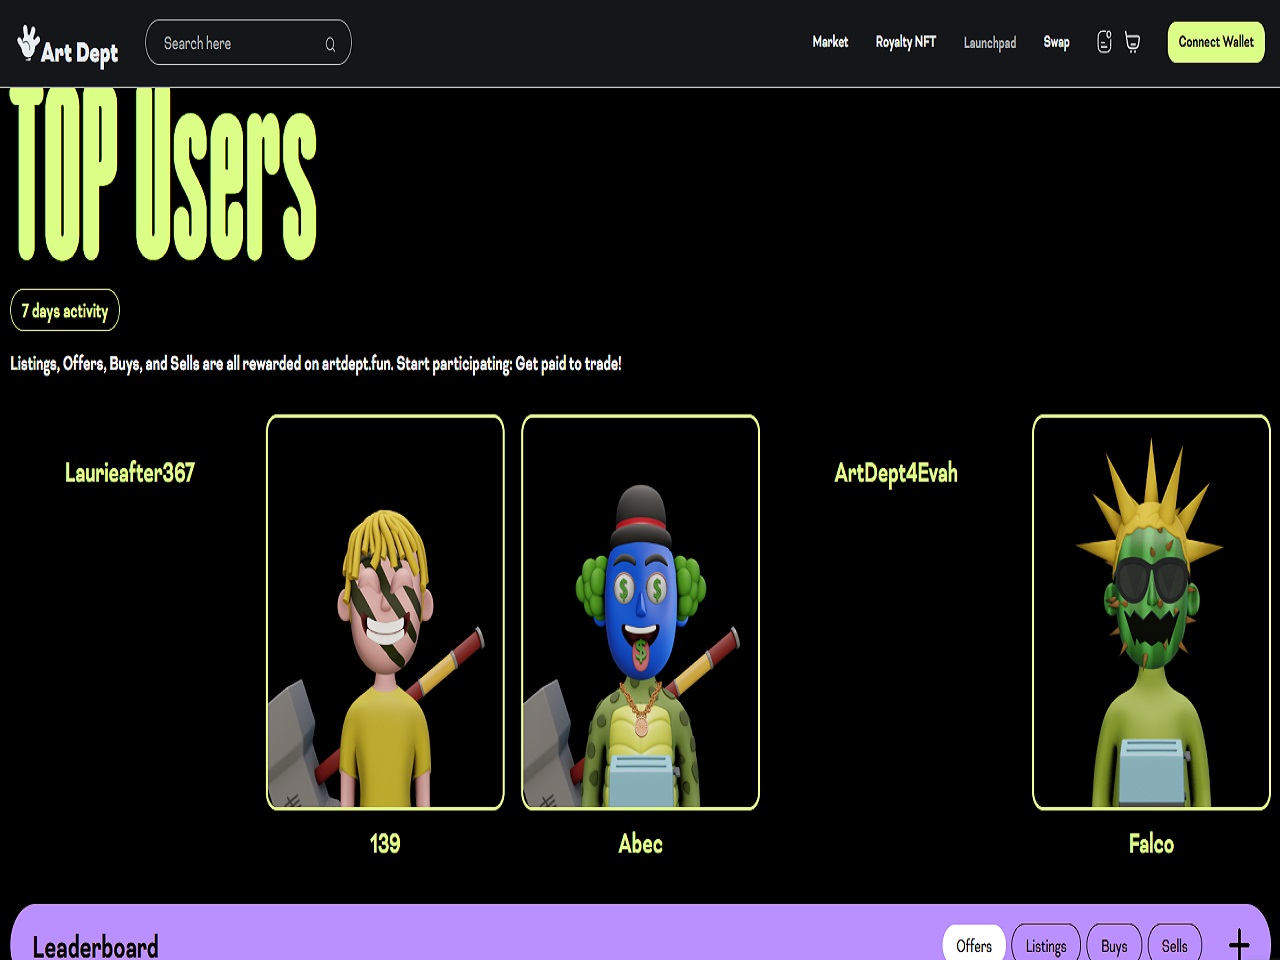 Art Dept
Search here
Market
Royalty NFT
Launchpad
Swap
Connect Wallet
TOP Users
7 days activity
Listings, Offers, Buys, and Sells are all rewarded on artdept.fun. Start participating: Get paid to trade!
Laurieafter367
ArtDept4Evah
139
Abec
Falco
Leaderboard
Offers
Listings
Buys
Sells